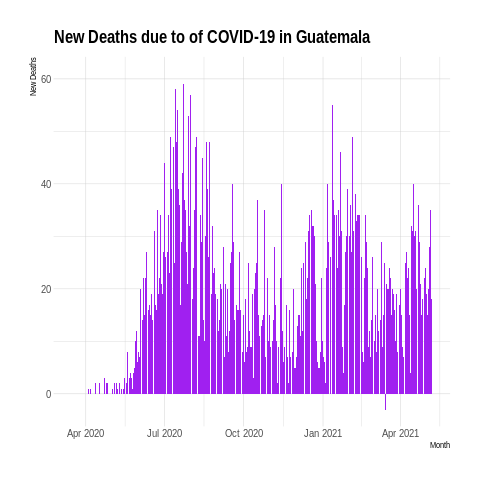 New Deaths due to of COVID-19 in Guatemala
New Deaths
60
40
20
0
Apr 2020 Jul 2020 Oct 2020 Jan 2021 Apr 2021
Month